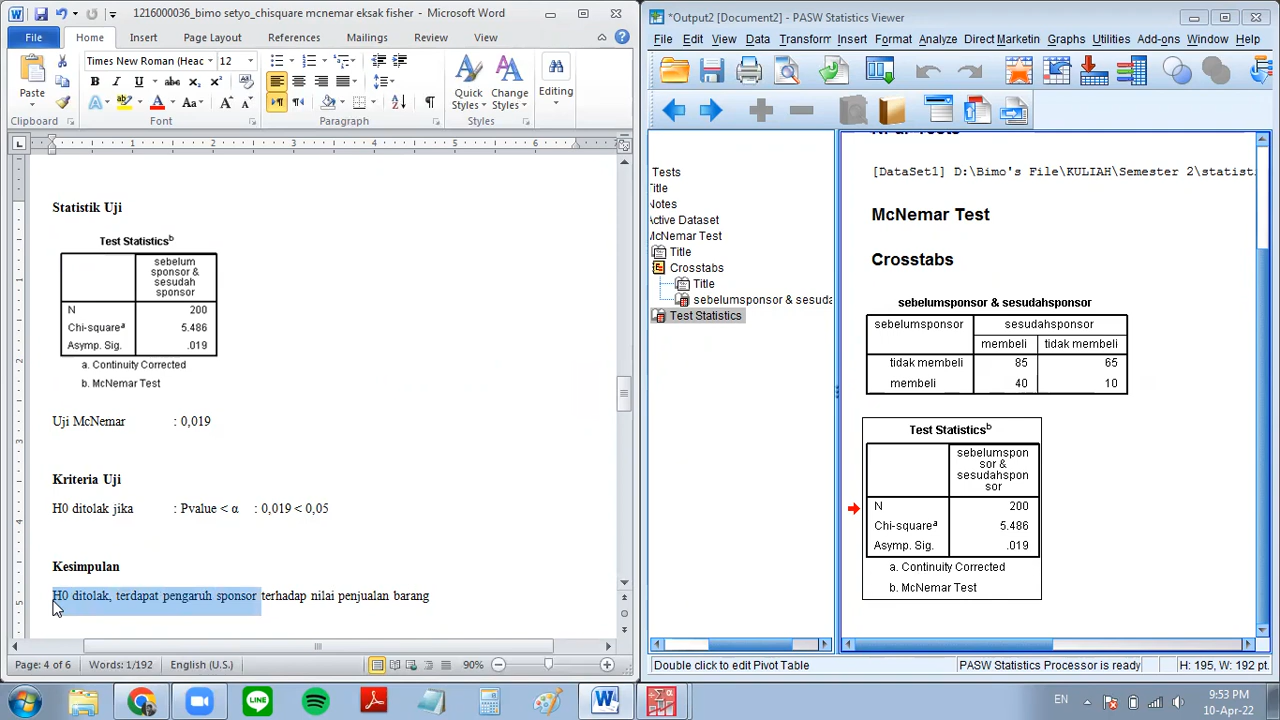 1216000036_bimo setyo_chisquare mcnemar eksak fisher - Microsoft Word
File Home Insert Page Layout References Mailings Review View
Times New Roman (Headi 12
Paste
Quick Styles
Change Styles
Editing
Clipboard Font Paragraph Styles
Statistik Uji
Test Statistics b
sebelum sponsor & sesudah sponsor
N 200
Chi-square a 5.486
Asymp. Sig. .019
a. Continuity Corrected
b. McNemar Test
Uji McNemar : 0,019
Kriteria Uji
H0 ditolak jika : Pvalue < α : 0,019 < 0,05
Kesimpulan
H0 ditolak, terdapat pengaruh sponsor terhadap nilai penjualan barang
Page: 4 of 6 Words: 1/192 English (U.S.) 90%
*Output2 [Document2] - PASW Statistics Viewer
File Edit View Data Transform Insert Format Analyze Direct Marketin Graphs Utilities Add-ons Window Help
Tests
Title
Notes
Active Dataset
McNemar Test
Title
Crosstabs
Title
sebelumsponsor & sesuda
Test Statistics
[DataSet1] D:\Bimo's File\KULIAH\Semester 2\statist
McNemar Test
Crosstabs
sebelumsponsor & sesudahsponsor
sebelumsponsor sesudahsponsor
membeli tidak membeli
tidak membeli 85 65
membeli 40 10
Test Statistics b
sebelumspon
sor &
sesudahspon
sor
N 200
Chi-square a 5.486
Asymp. Sig. .019
a. Continuity Corrected
b. McNemar Test
Double click to edit Pivot Table PASW Statistics Processor is ready H: 195, W: 192 pt.
EN 9:53 PM
10-Apr-22